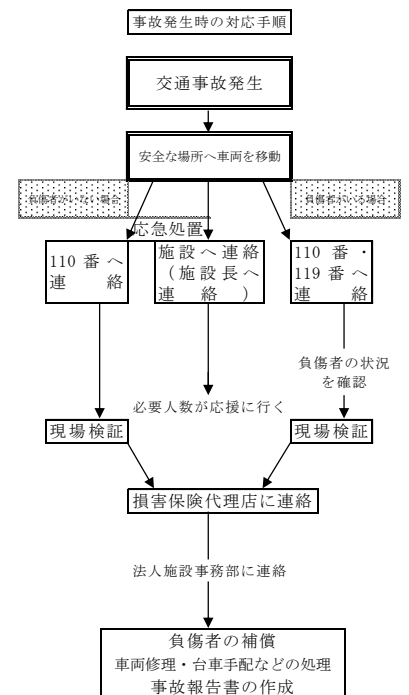 事故発生時の対応手順
交通事故発生
安全な場所へ車両を移動
負傷者がいない場合
負傷者がいる場合
応急処置
110番へ
連絡
施設へ連絡
(施設長へ
連絡)
110番・
119番へ
連絡
負傷者の状況
を確認
必要人数が応援に行く
現場検証
現場検証
損害保険代理店に連絡
法人施設事務部に連絡
負傷者の補償
車両修理・台車手配などの処理
事故報告書の作成